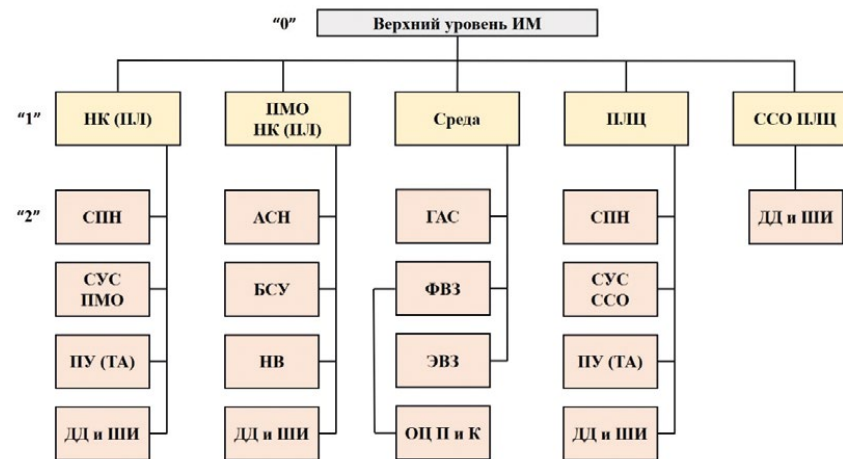 “0”
Верхний уровень ИМ
“1”
НК (ПЛ)
ПМО
НК (ПЛ)
Среда
ПЛЦ
ССО ПЛЦ
“2”
СПН
АСН
ГАС
СПН
ДД и ШИ
СУС
ПМО
БСУ
ФВЗ
СУС
ССО
ПУ (ТА)
НВ
ЭВЗ
ПУ (ТА)
ДД и ШИ
ДД и ШИ
ОЦ П и К
ДД и ШИ